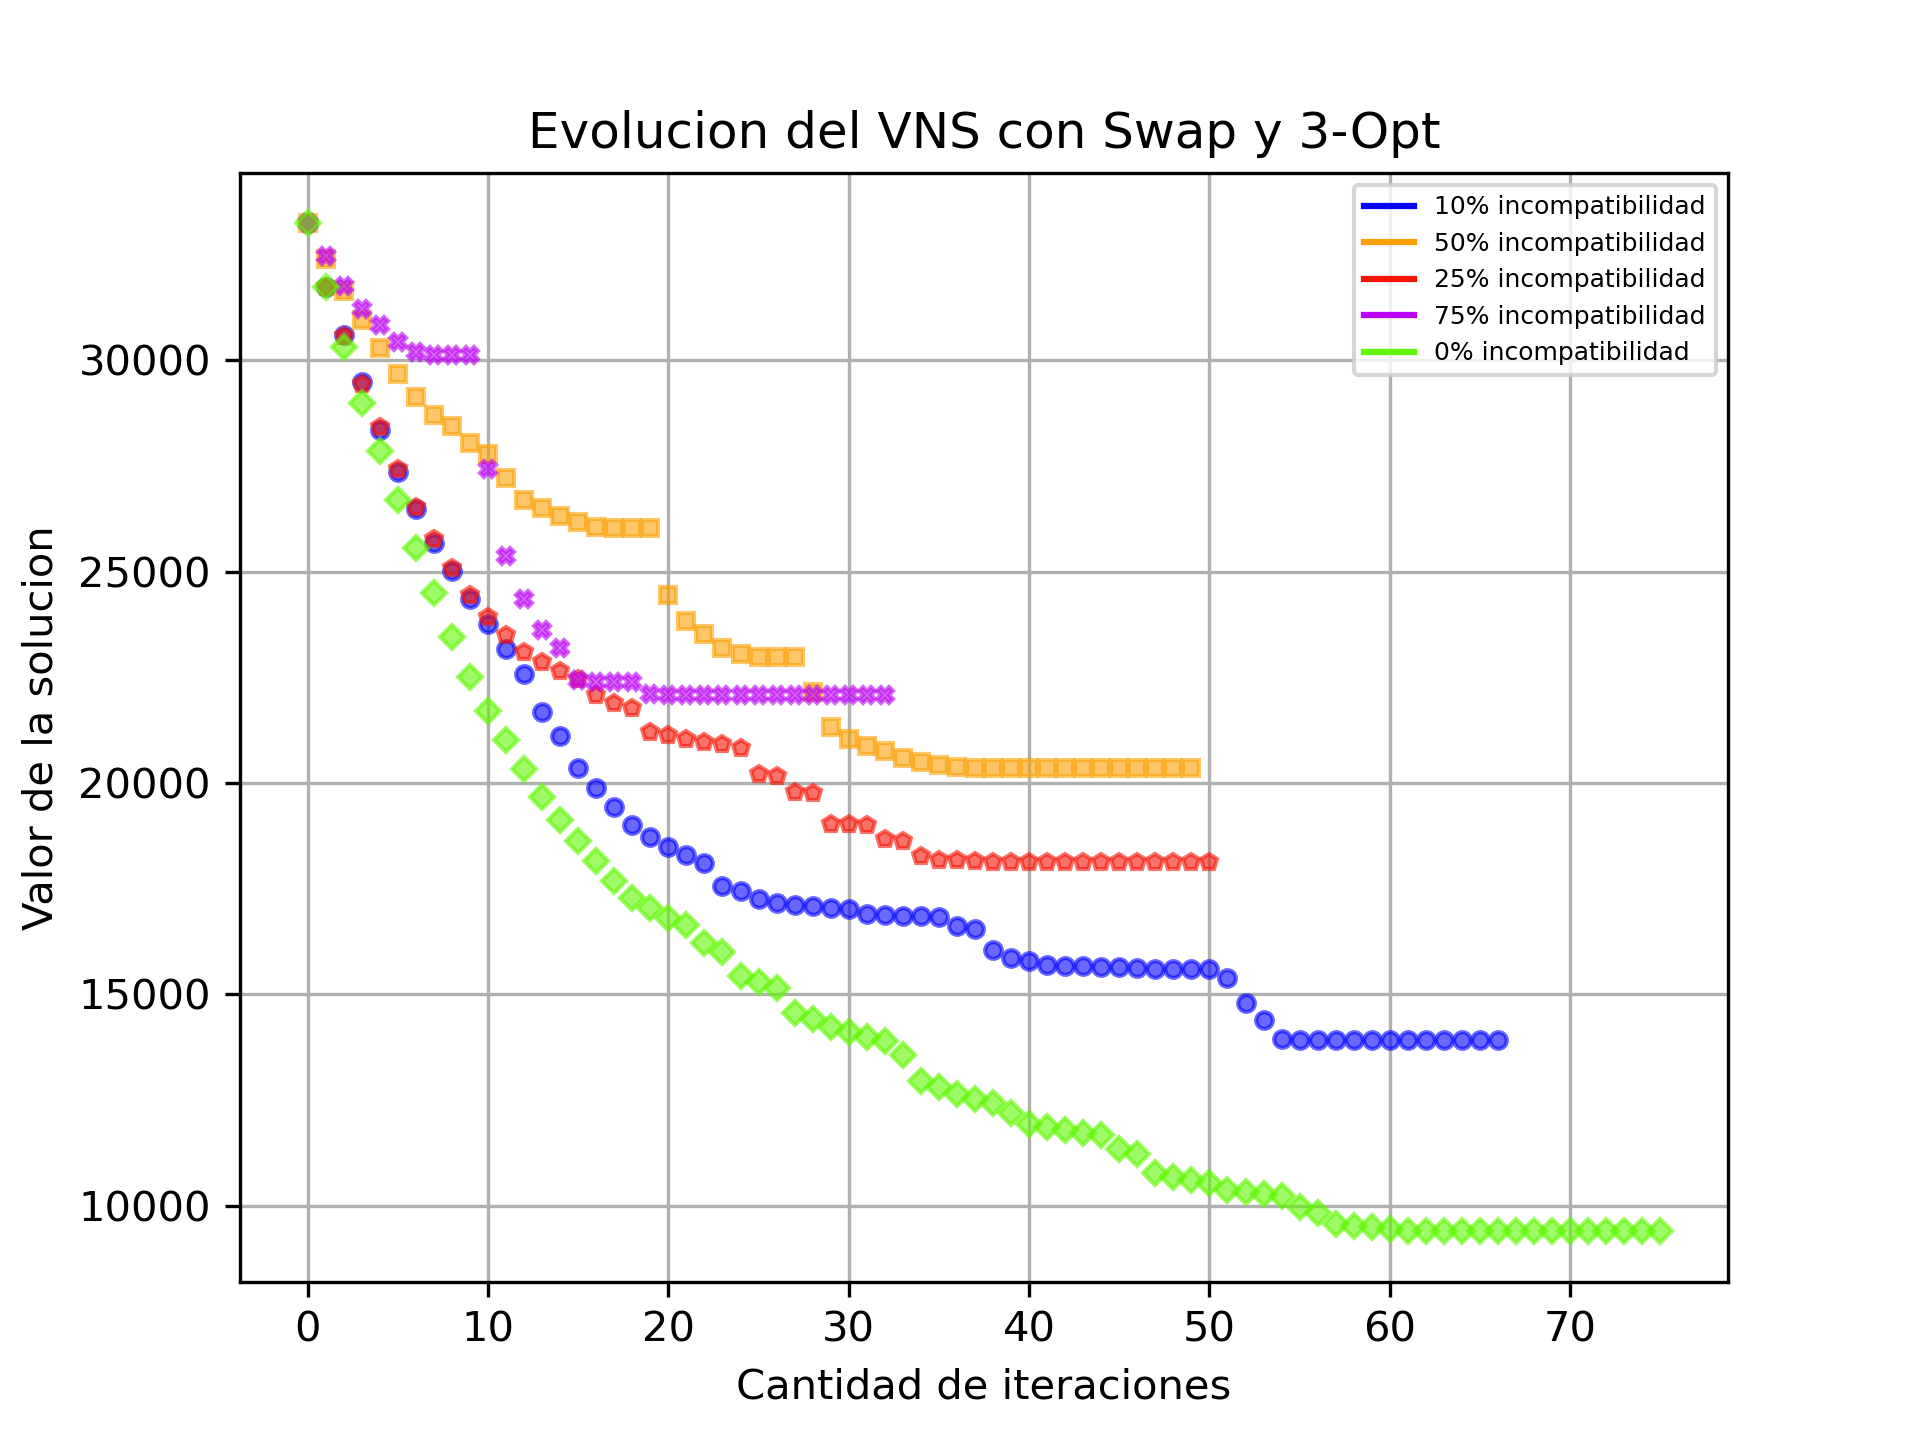 Evolucion del VNS con Swap y 3-Opt
10% incompatibilidad
50% incompatibilidad
25% incompatibilidad
75% incompatibilidad
0% incompatibilidad
Valor de la solucion
30000
25000
20000
15000
10000
0 10 20 30 40 50 60 70
Cantidad de iteraciones